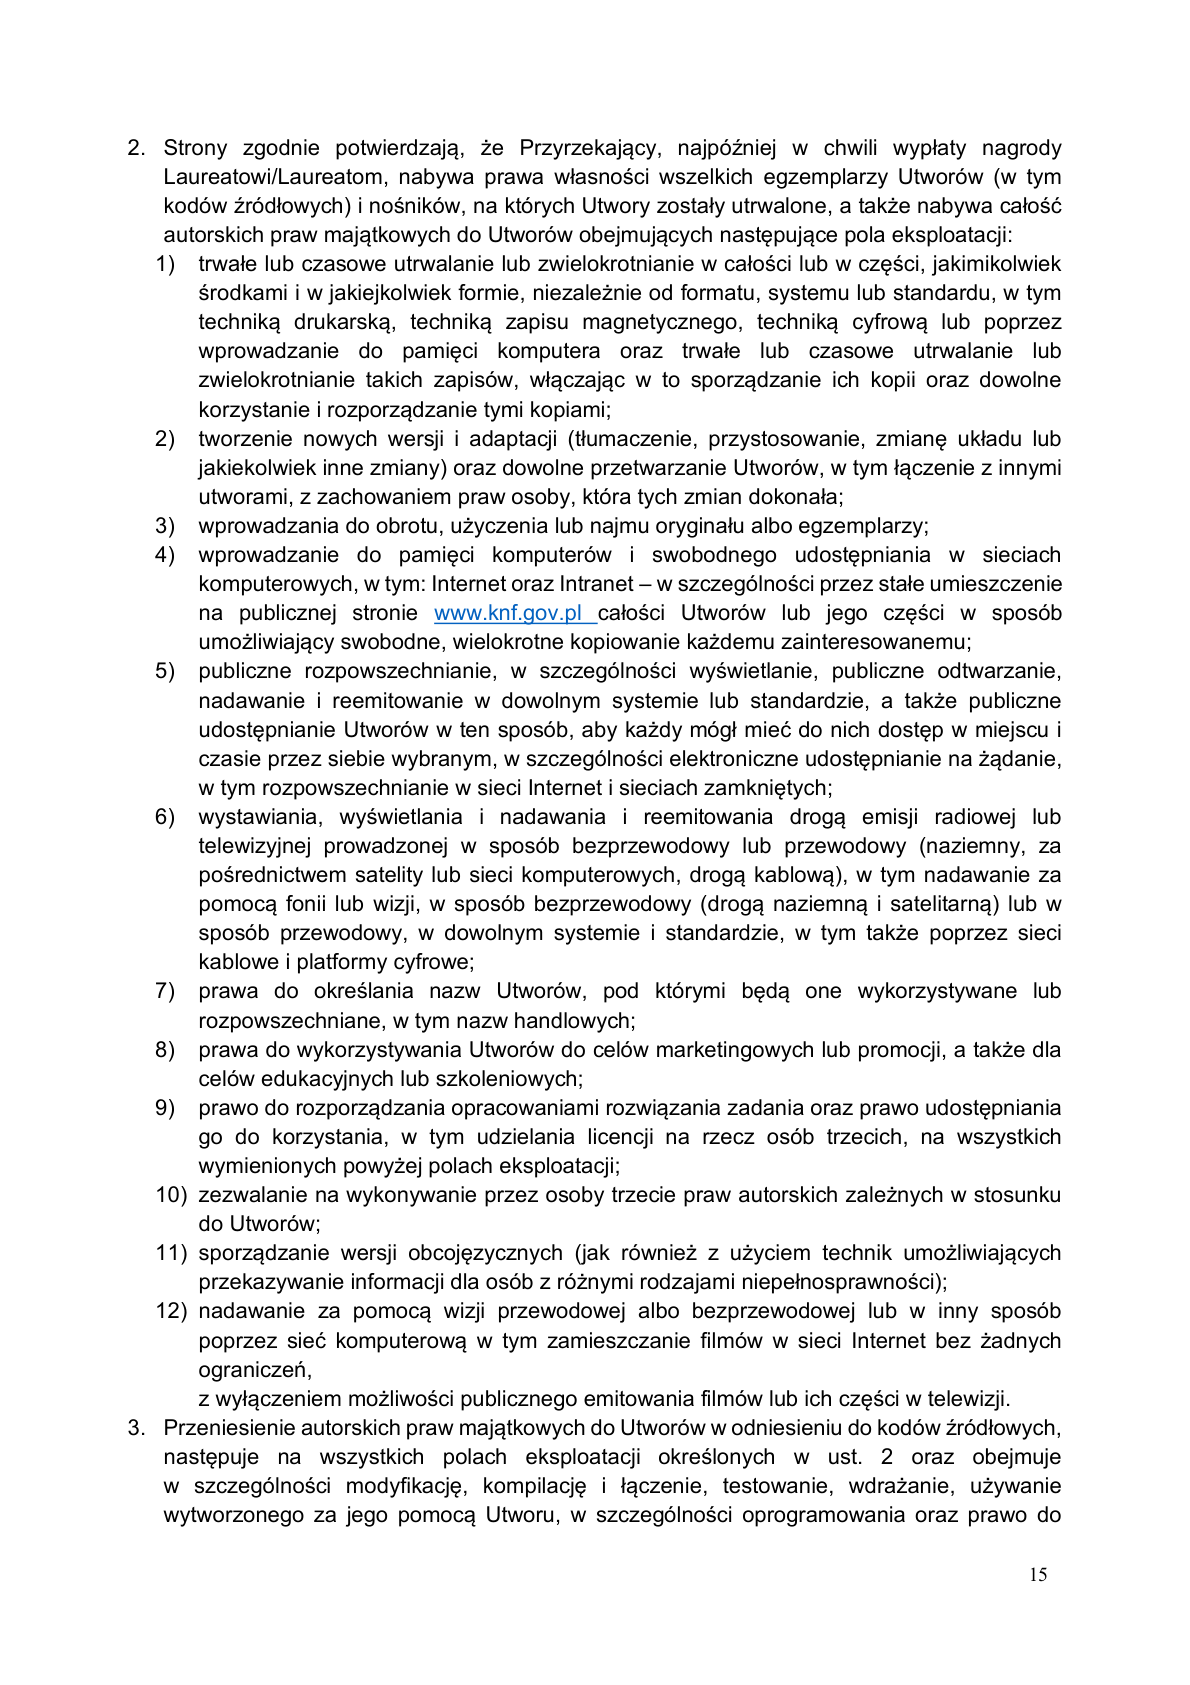 2. Strony zgodnie potwierdzają, że Przyrzekający, najpóźniej w chwili wypłaty nagrody
Laureatowi/Laureatom, nabywa prawa własności wszelkich egzemplarzy Utworów (w tym
kodów źródłowych) i nośników, na których Utwory zostały utrwalone, a także nabywa całość
autorskich praw majątkowych do Utworów obejmujących następujące pola eksploatacji:
1) trwałe lub czasowe utrwalanie lub zwielokrotnianie w całości lub w części, jakimikolwiek
środkami i w jakiejkolwiek formie, niezależnie od formatu, systemu lub standardu, w tym
techniką drukarską, techniką zapisu magnetycznego, techniką cyfrową lub poprzez
wprowadzanie do pamięci komputera oraz trwałe lub czasowe utrwalanie lub
zwielokrotnianie takich zapisów, włączając w to sporządzanie ich kopii oraz dowolne
korzystanie i rozporządzanie tymi kopiami;
2) tworzenie nowych wersji i adaptacji (tłumaczenie, przystosowanie, zmianę układu lub
jakiekolwiek inne zmiany) oraz dowolne przetwarzanie Utworów, w tym łączenie z innymi
utworami, z zachowaniem praw osoby, która tych zmian dokonała;
3) wprowadzania do obrotu, użyczenia lub najmu oryginału albo egzemplarzy;
4) wprowadzanie do pamięci komputerów i swobodnego udostępniania w sieciach
komputerowych, w tym: Internet oraz Intranet – w szczególności przez stałe umieszczenie
na publicznej stronie www.knf.gov.pl całości Utworów lub jego części w sposób
umożliwiający swobodne, wielokrotne kopiowanie każdemu zainteresowanemu;
5) publiczne rozpowszechnianie, w szczególności wyświetlanie, publiczne odtwarzanie,
nadawanie i reemitowanie w dowolnym systemie lub standardzie, a także publiczne
udostępnianie Utworów w ten sposób, aby każdy mógł mieć do nich dostęp w miejscu i
czasie przez siebie wybranym, w szczególności elektroniczne udostępnianie na żądanie,
w tym rozpowszechnianie w sieci Internet i sieciach zamkniętych;
6) wystawiania, wyświetlania i nadawania i reemitowania drogą emisji radiowej lub
telewizyjnej prowadzonej w sposób bezprzewodowy lub przewodowy (naziemny, za
pośrednictwem satelity lub sieci komputerowych, drogą kablową), w tym nadawanie za
pomocą fonii lub wizji, w sposób bezprzewodowy (drogą naziemną i satelitarną) lub w
sposób przewodowy, w dowolnym systemie i standardzie, w tym także poprzez sieci
kablowe i platformy cyfrowe;
7) prawa do określania nazw Utworów, pod którymi będą one wykorzystywane lub
rozpowszechniane, w tym nazw handlowych;
8) prawa do wykorzystywania Utworów do celów marketingowych lub promocji, a także dla
celów edukacyjnych lub szkoleniowych;
9) prawo do rozporządzania opracowaniami rozwiązania zadania oraz prawo udostępniania
go do korzystania, w tym udzielania licencji na rzecz osób trzecich, na wszystkich
wymienionych powyżej polach eksploatacji;
10) zezwalanie na wykonywanie przez osoby trzecie praw autorskich zależnych w stosunku
do Utworów;
11) sporządzanie wersji obcojęzycznych (jak również z użyciem technik umożliwiających
przekazywanie informacji dla osób z różnymi rodzajami niepełnosprawności);
12) nadawanie za pomocą wizji przewodowej albo bezprzewodowej lub w inny sposób
poprzez sieć komputerową w tym zamieszczanie filmów w sieci Internet bez żadnych
ograniczeń,
z wyłączeniem możliwości publicznego emitowania filmów lub ich części w telewizji.
3. Przeniesienie autorskich praw majątkowych do Utworów w odniesieniu do kodów źródłowych,
następuje na wszystkich polach eksploatacji określonych w ust. 2 oraz obejmuje
w szczególności modyfikację, kompilację i łączenie, testowanie, wdrażanie, używanie
wytworzonego za jego pomocą Utworu, w szczególności oprogramowania oraz prawo do
15